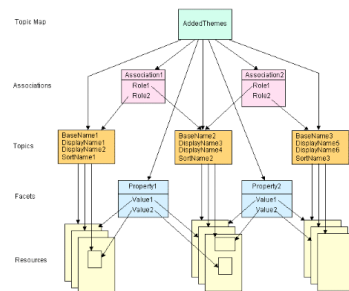 Topic Map
AddedThemes
Associations
Association1
Role1
Role2
Association2
Role1
Role2
Topics
BaseName1
DisplayName1
DisplayName2
SortName1
BaseName2
DisplayName3
DisplayName4
SortName2
BaseName3
DisplayName5
DisplayName6
SortName3
Facets
Property1
Value1
Value2
Property2
Value1
Value2
Resources